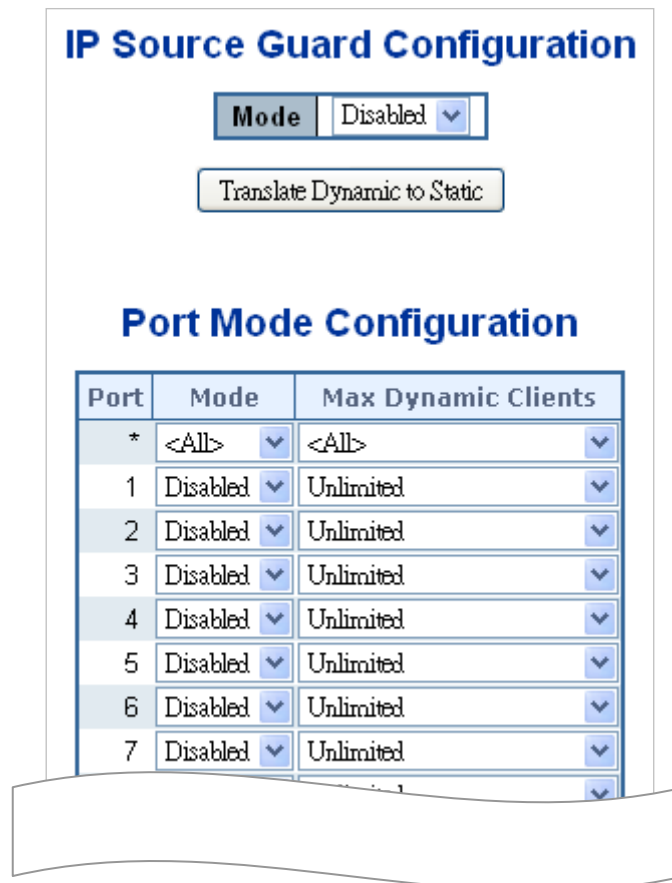 IP Source Guard Configuration
Mode Disabled
Translate Dynamic to Static
Port Mode Configuration
Port Mode Max Dynamic Clients
* <All> <All>
1 Disabled Unlimited
2 Disabled Unlimited
3 Disabled Unlimited
4 Disabled Unlimited
5 Disabled Unlimited
6 Disabled Unlimited
7 Disabled Unlimited